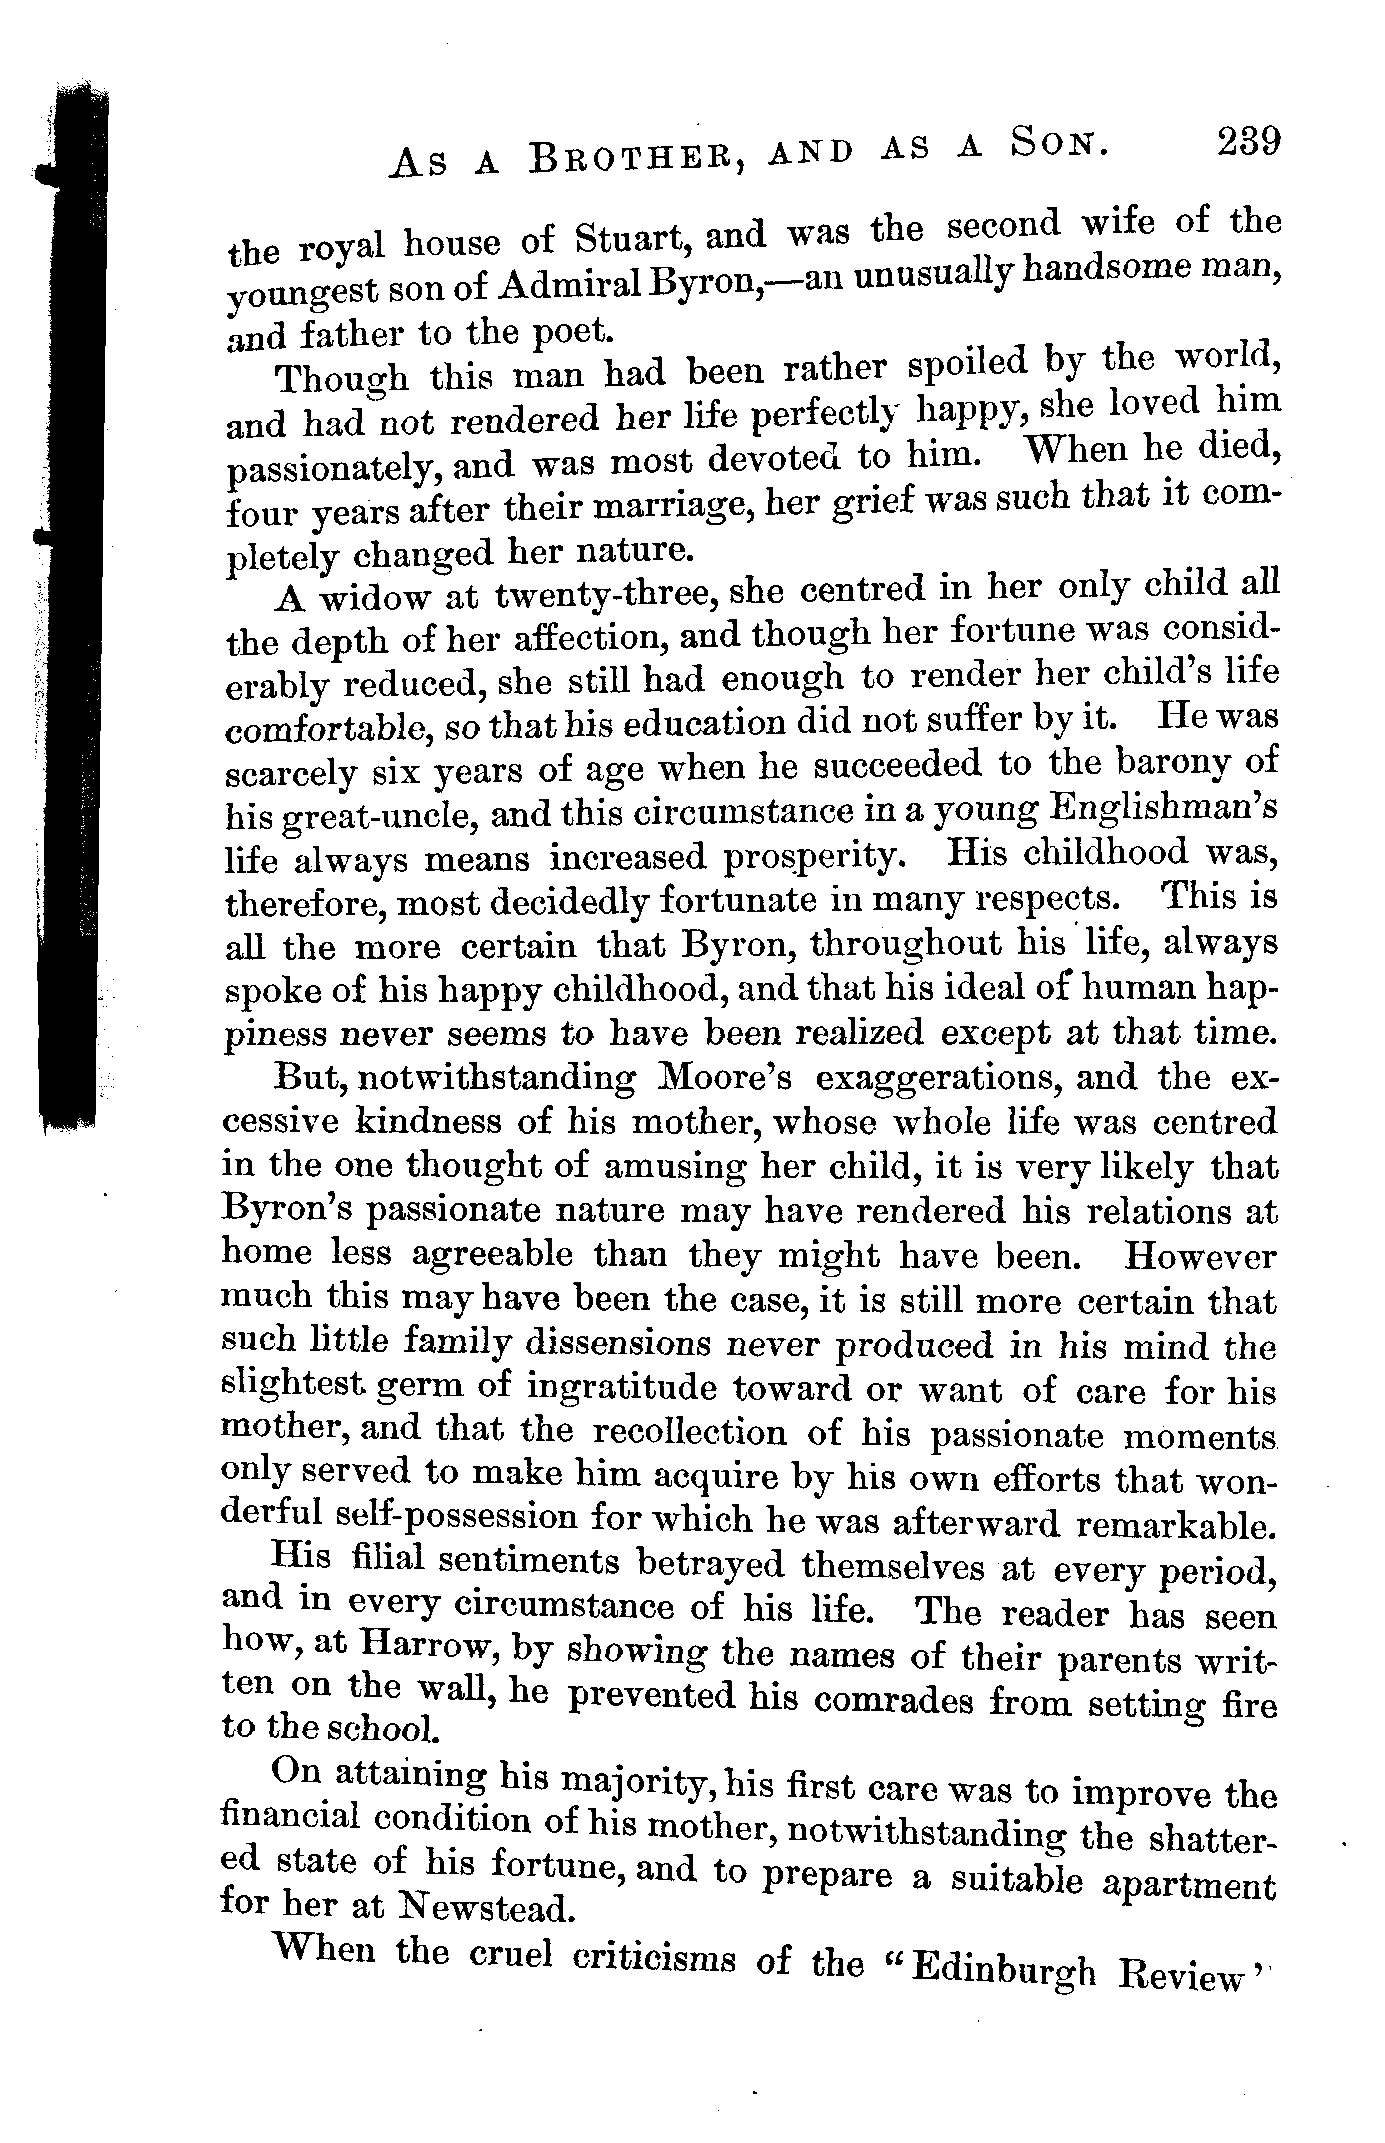 As a Brother, and as a Son. 239
the royal house of Stuart, and was the second wife of the
youngest son of Admiral Byron,—an unusually handsome man,
and father to the poet.
Though this man had been rather spoiled by the world,
and had not rendered her life perfectly happy, she loved him
passionately, and was most devoted to him. When he died,
four years after their marriage, her grief was such that it com-
pletely changed her nature.
A widow at twenty-three, she centred in her only child all
the depth of her affection, and though her fortune was consid-
erably reduced, she still had enough to render her child's life
comfortable, so that his education did not suffer by it. He was
scarcely six years of age when he succeeded to the barony of
his great-uncle, and this circumstance in a young Englishman's
life always means increased prosperity. His childhood was,
therefore, most decidedly fortunate in many respects. This is
all the more certain that Byron, throughout his life, always
spoke of his happy childhood, and that his ideal of human hap-
piness never seems to have been realized except at that time.
But, notwithstanding Moore's exaggerations, and the ex-
cessive kindness of his mother, whose whole life was centred
in the one thought of amusing her child, it is very likely that
Byron's passionate nature may have rendered his relations at
home less agreeable than they might have been. However
much this may have been the case, it is still more certain that
such little family dissensions never produced in his mind the
slightest germ of ingratitude toward or want of care for his
mother, and that the recollection of his passionate moments
only served to make him acquire by his own efforts that won-
derful self-possession for which he was afterward remarkable.
His filial sentiments betrayed themselves at every period,
and in every circumstance of his life. The reader has seen
how, at Harrow, by showing the names of their parents writ-
ten on the wall, he prevented his comrades from setting fire
to the school.
On attaining his majority, his first care was to improve the
financial condition of his mother, notwithstanding the shatter-
ed state of his fortune, and to prepare a suitable apartment
for her at Newstead.
When the cruel criticisms of the "Edinburgh Review"